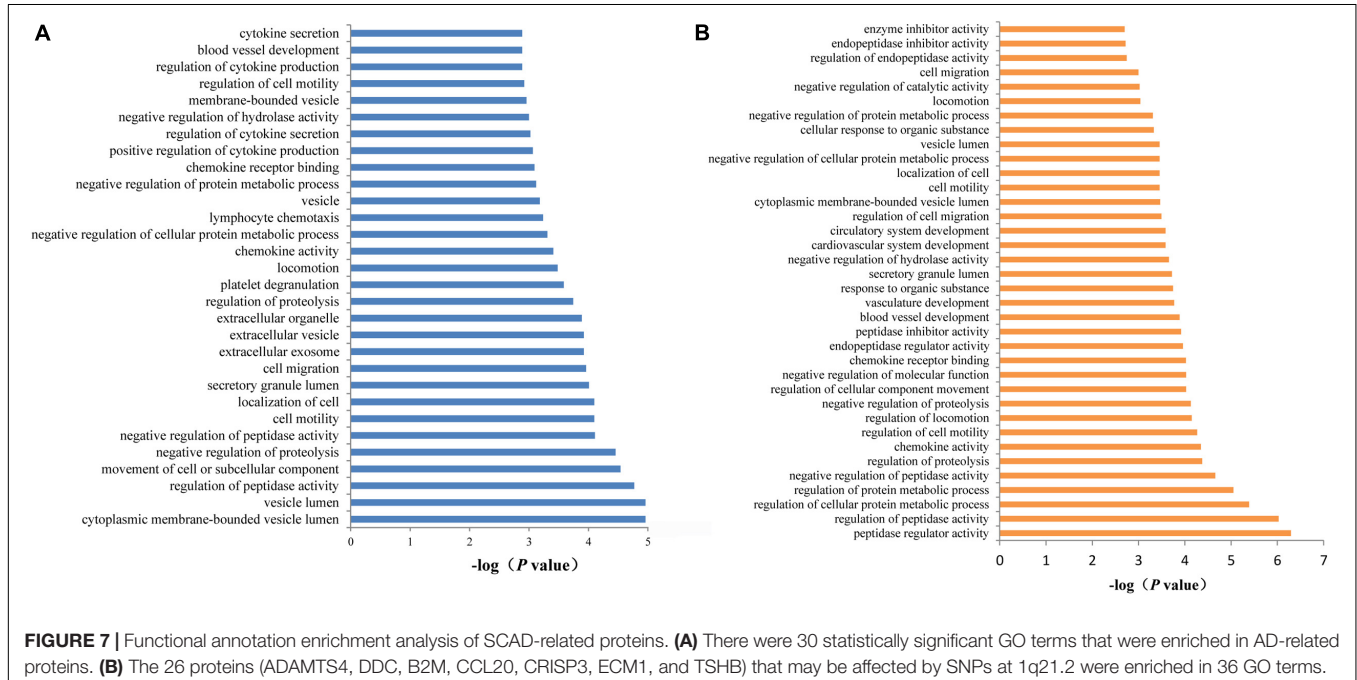 A
cytokine secretion
blood vessel development
regulation of cytokine production
regulation of cell motility
membrane-bounded vesicle
negative regulation of hydrolase activity
regulation of cytokine secretion
positive regulation of cytokine production
chemokine receptor binding
negative regulation of protein metabolic process
vesicle
lymphocyte chemotaxis
negative regulation of cellular protein metabolic process
chemokine activity
locomotion
platelet degranulation
regulation of proteolysis
extracellular organelle
extracellular vesicle
extracellular exosome
cell migration
secretory granule lumen
localization of cell
cell motility
negative regulation of peptidase activity
negative regulation of proteolysis
movement of cell or subcellular component
regulation of peptidase activity
vesicle lumen
cytoplasmic membrane-bounded vesicle lumen
0 1 2 3 4 5
-log（P value）
B
enzyme inhibitor activity
endopeptidase inhibitor activity
regulation of endopeptidase activity
cell migration
negative regulation of catalytic activity
locomotion
negative regulation of protein metabolic process
cellular response to organic substance
vesicle lumen
negative regulation of cellular protein metabolic process
localization of cell
cell motility
cytoplasmic membrane-bounded vesicle lumen
regulation of cell migration
circulatory system development
cardiovascular system development
negative regulation of hydrolase activity
secretory granule lumen
response to organic substance
vasculature development
blood vessel development
peptidase inhibitor activity
endopeptidase regulator activity
chemokine receptor binding
negative regulation of molecular function
regulation of cellular component movement
negative regulation of proteolysis
regulation of locomotion
regulation of cell motility
chemokine activity
regulation of proteolysis
negative regulation of peptidase activity
regulation of protein metabolic process
regulation of cellular protein metabolic process
regulation of peptidase activity
peptidase regulator activity
0 1 2 3 4 5 6 7
-log（P value）
FIGURE 7 | Functional annotation enrichment analysis of SCAD-related proteins. (A) There were 30 statistically significant GO terms that were enriched in AD-related
proteins. (B) The 26 proteins (ADAMTS4, DDC, B2M, CCL20, CRISP3, ECM1, and TSHB) that may be affected by SNPs at 1q21.2 were enriched in 36 GO terms.